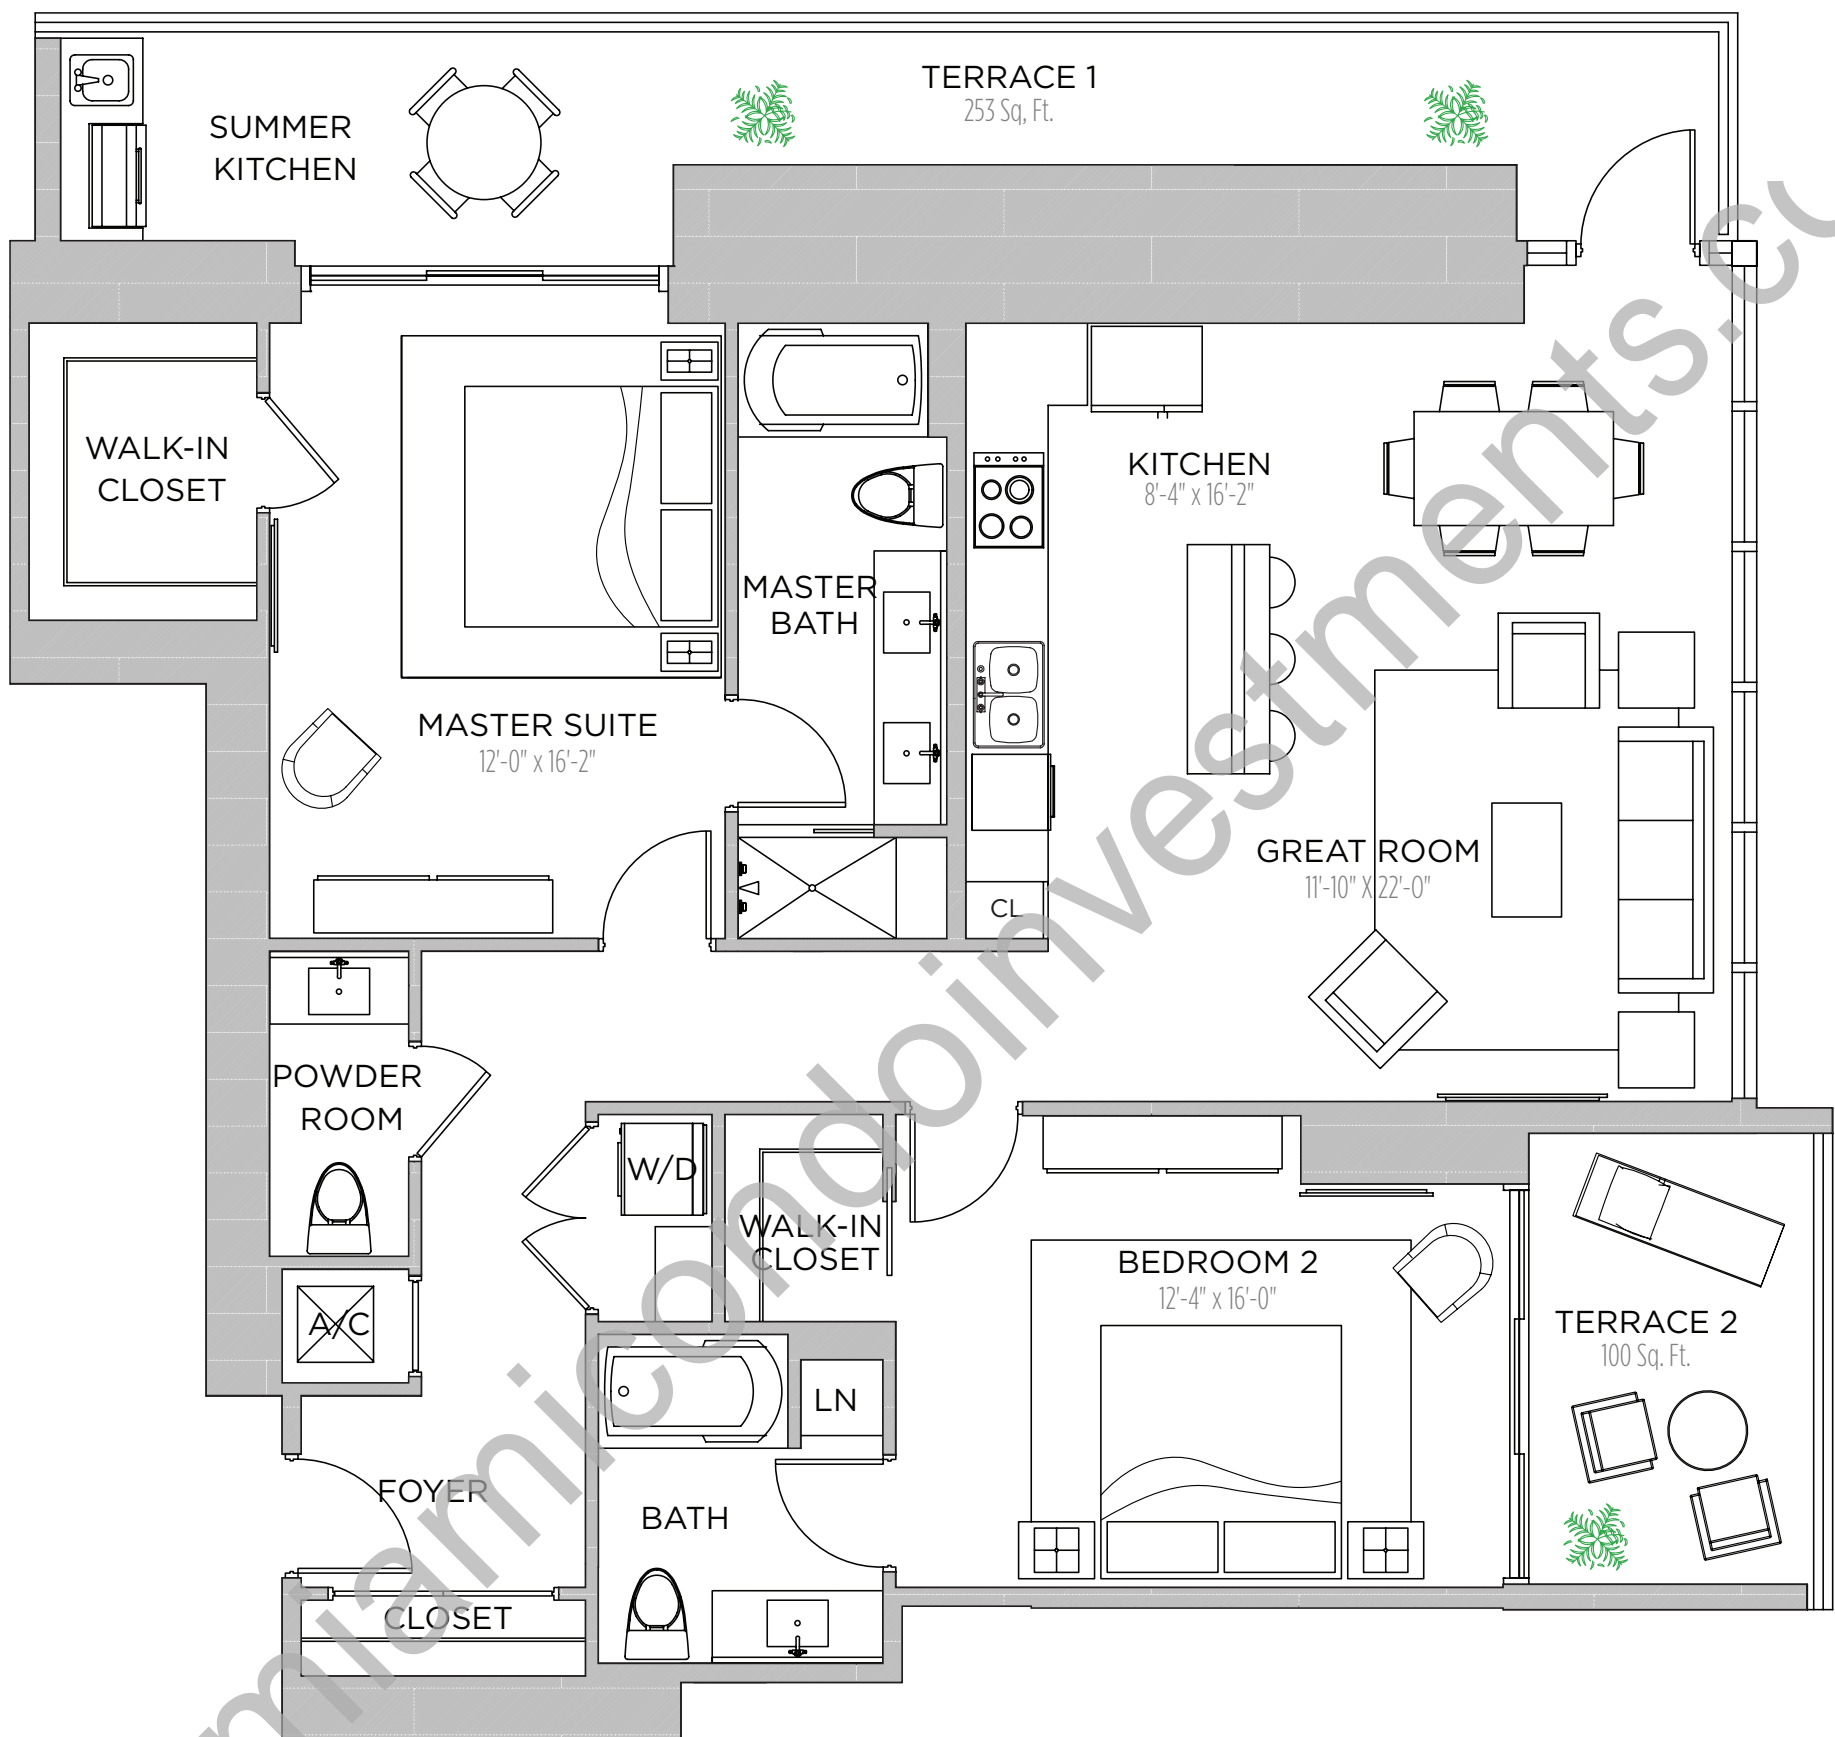 TERRACE 1
253 Sq, Ft.
SUMMER
KITCHEN
WALK-IN
CLOSET
KITCHEN
8'-4" x 16'-2"
MASTER
BATH
MASTER SUITE
12'-0" x 16'-2"
GREAT ROOM
11'-10" X 22'-0"
CL
POWDER
ROOM
W/D
WALK-IN
CLOSET
BEDROOM 2
12'-4" x 16'-0"
A/C
TERRACE 2
100 Sq. Ft.
LN
FOYER
BATH
CLOSET
miamicondoinvestments.co